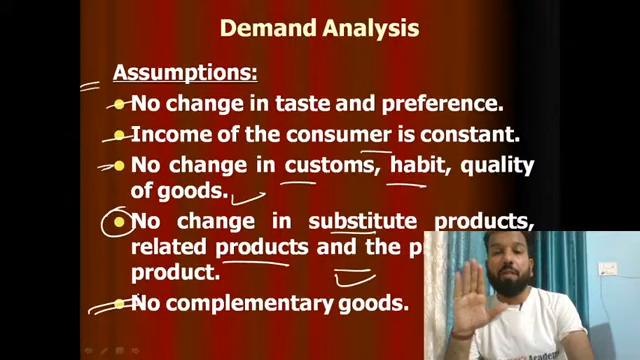 Demand Analysis
Assumptions:
No change in taste and preference.
Income of the consumer is constant.
No change in customs, habit, quality
of goods.
No change in substitute products,
related products and the
product.
No complementary goods.